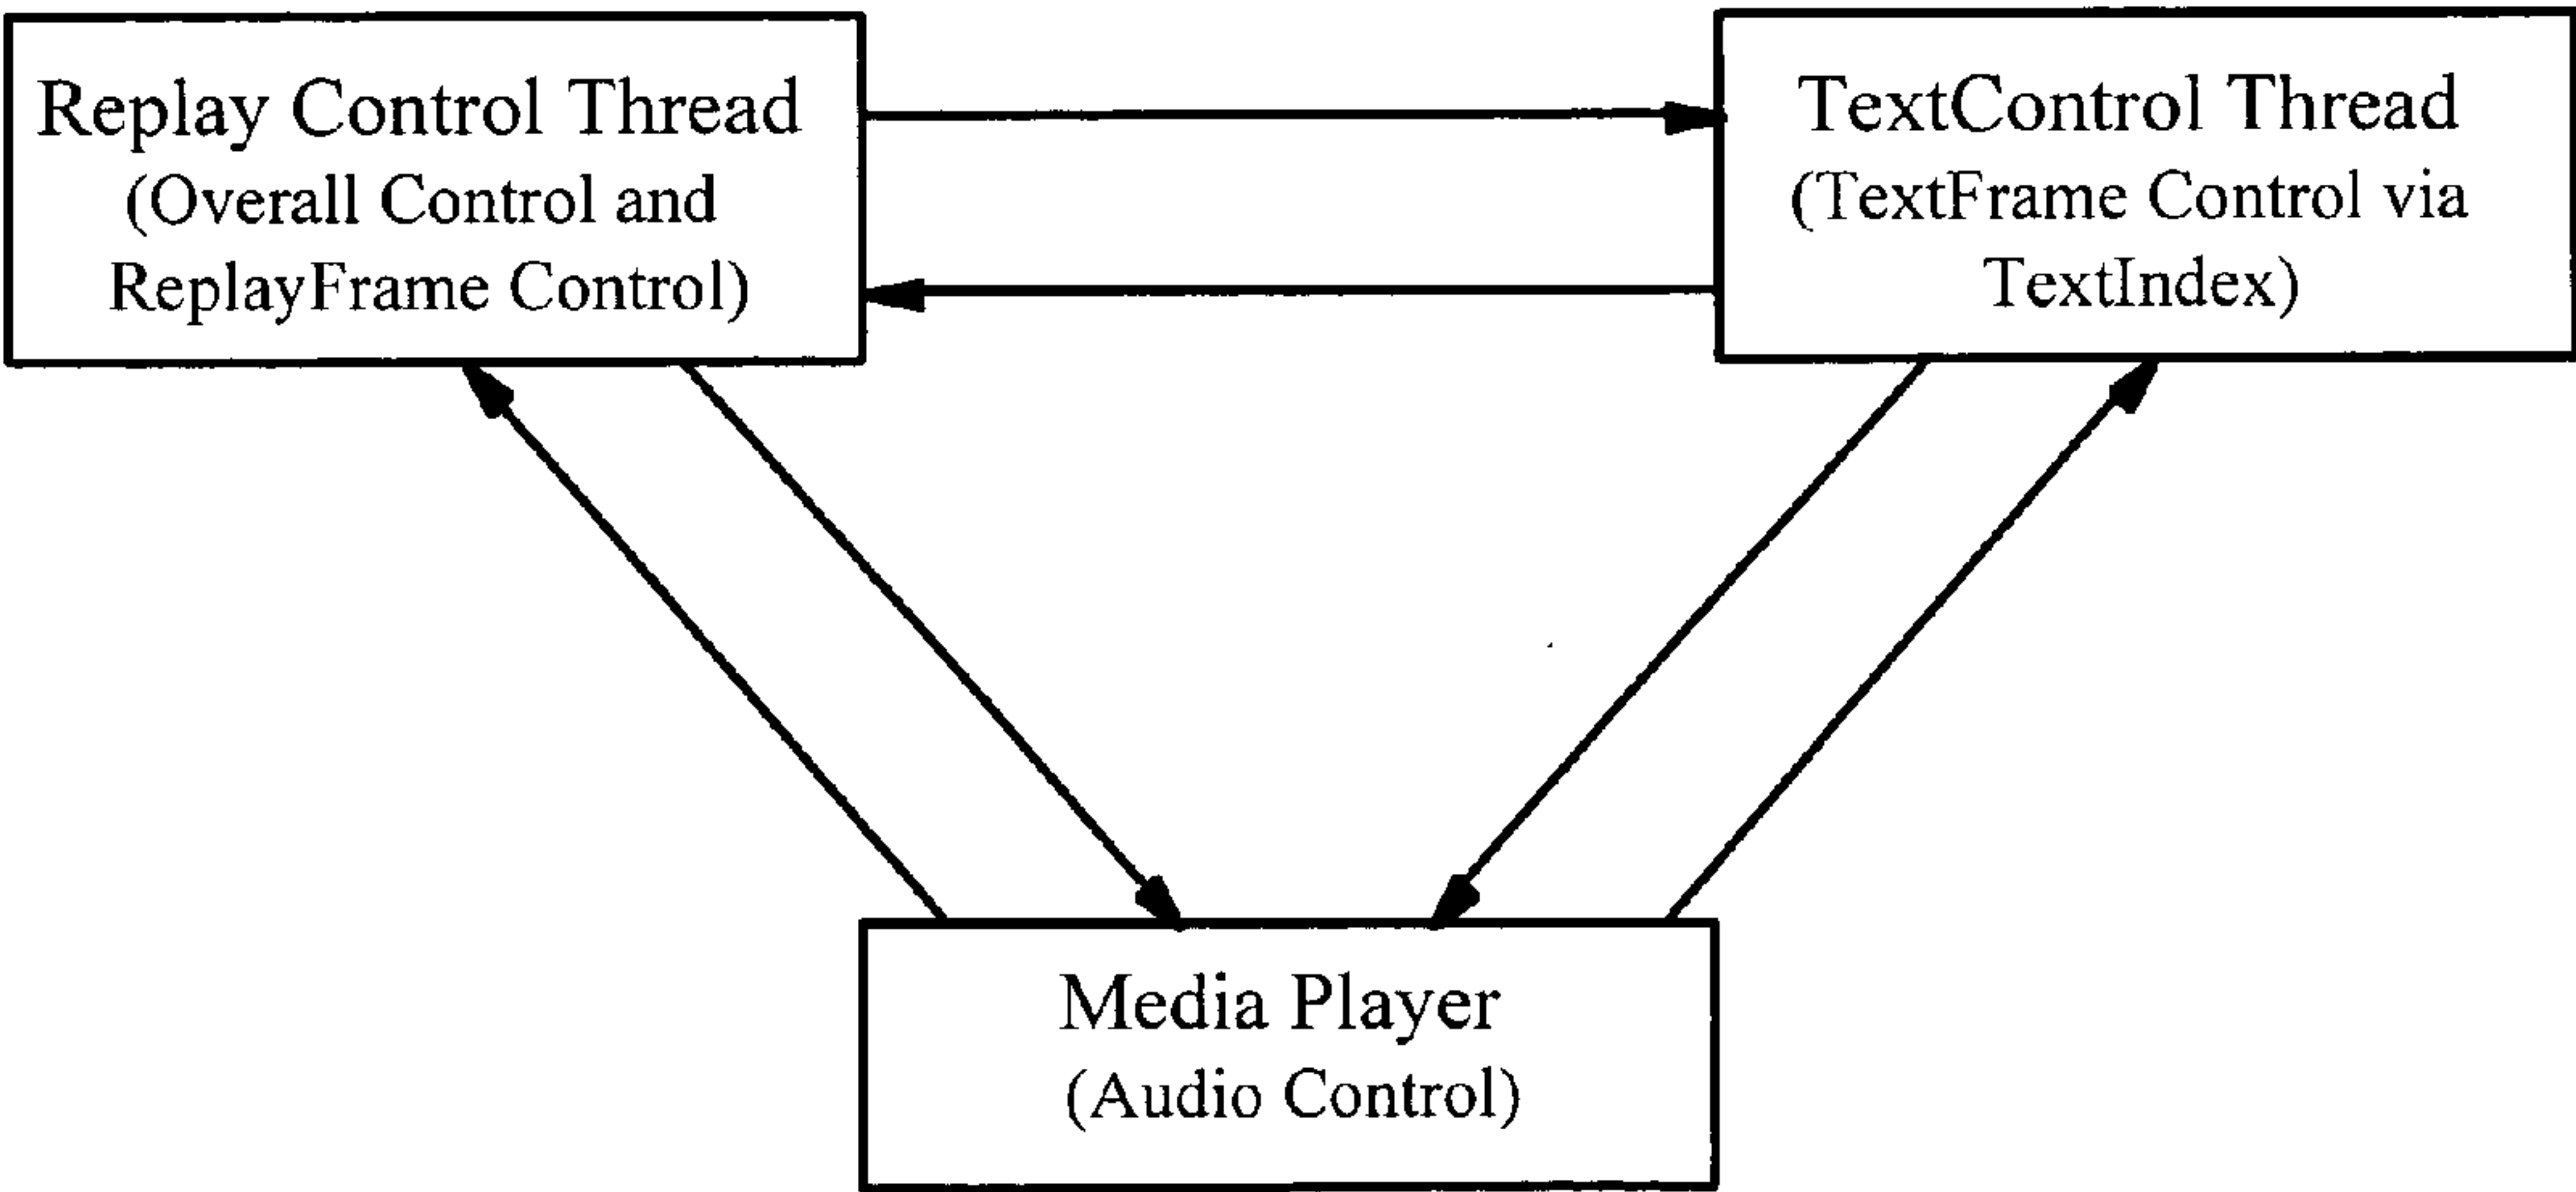 Replay Control Thread
(Overall Control and
ReplayFrame Control)
TextControl Thread
(TextFrame Control via
TextIndex)
Media Player
(Audio Control)